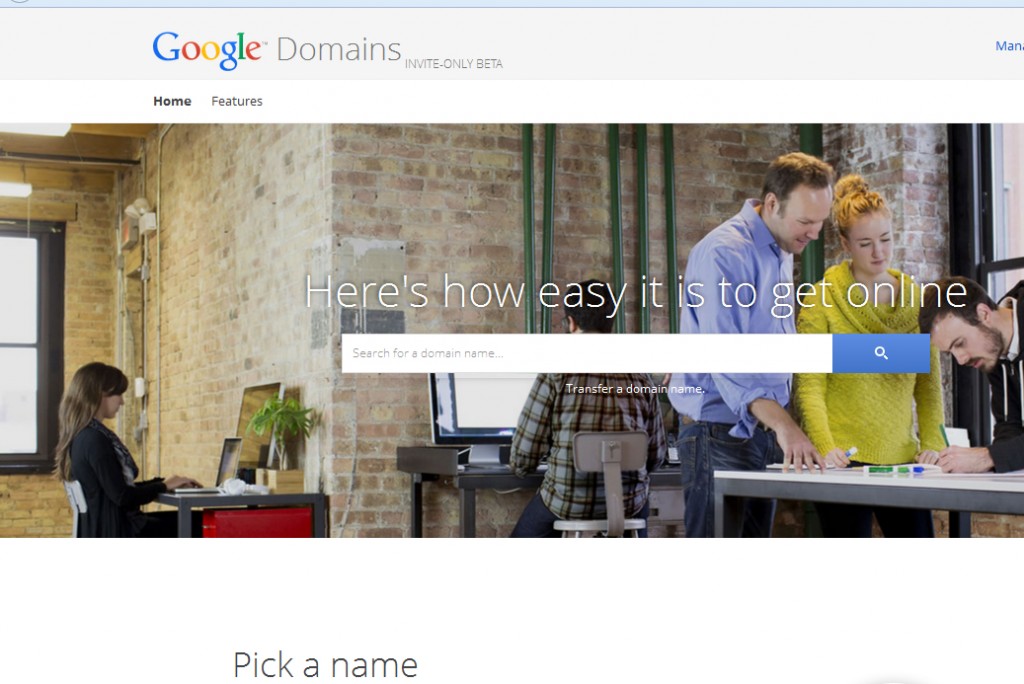 Google™ Domains INVITE-ONLY BETA
Mana
Home Features
Here's how easy it is to get online
Search for a domain name...
Transfer a domain name.
Pick a name